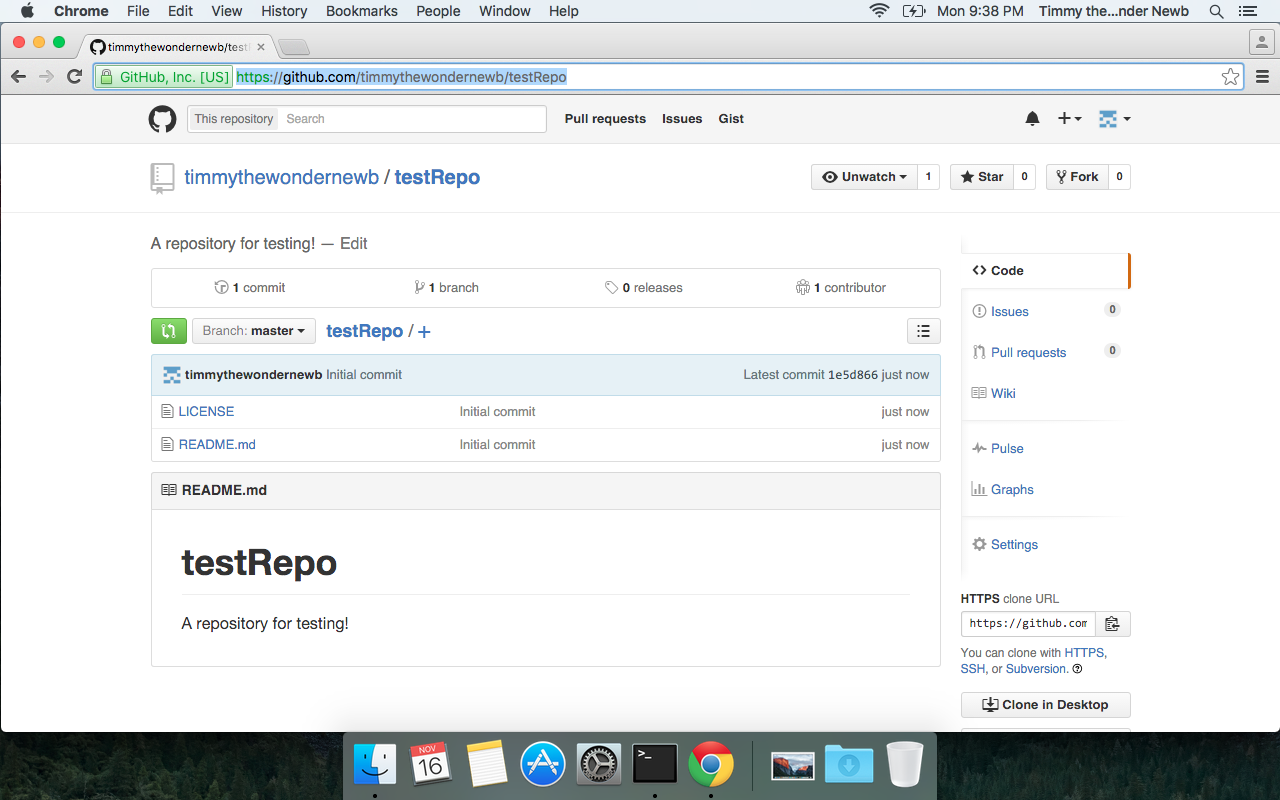 Chrome File Edit View History Bookmarks People Window Help Mon 9:38 PM Timmy the...nder Newb
timmythewondernewb/test
GitHub, Inc. [US] https://github.com/timmythewondernewb/testRepo
This repository Search Pull requests Issues Gist
timmythewondernewb / testRepo Unwatch 1 Star 0 Fork 0
A repository for testing! — Edit
1 commit 1 branch 0 releases 1 contributor
Branch: master testRepo / +
timmythewondernewb Initial commit Latest commit 1e5d866 just now
LICENSE Initial commit just now
README.md Initial commit just now
README.md
testRepo
A repository for testing!
Code
Issues 0
Pull requests 0
Wiki
Pulse
Graphs
Settings
HTTPS clone URL
https://github.com
You can clone with HTTPS,
SSH, or Subversion. ?
Clone in Desktop
NOV
16
>_